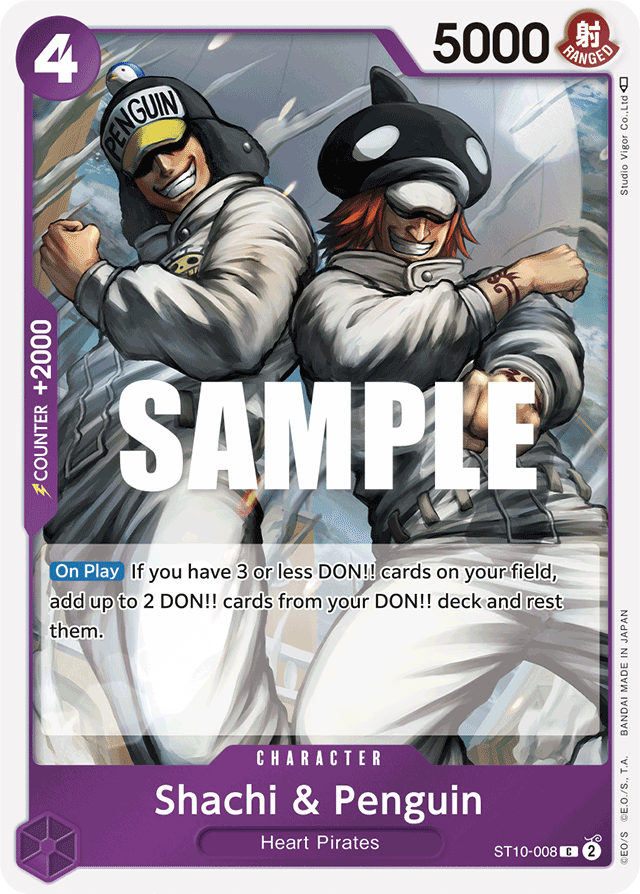 4
5000
射
RANGED
Studio Vigor Co.,Ltd
PENGUIN
COUNTER +2000
SAMPLE
On Play If you have 3 or less DON!! cards on your field,
add up to 2 DON!! cards from your DON!! deck and rest
them.
BANDAI MADE IN JAPAN
©E.O./S., T.A.
©EO/S
CHARACTER
Shachi & Penguin
Heart Pirates
ST10-008 C 2